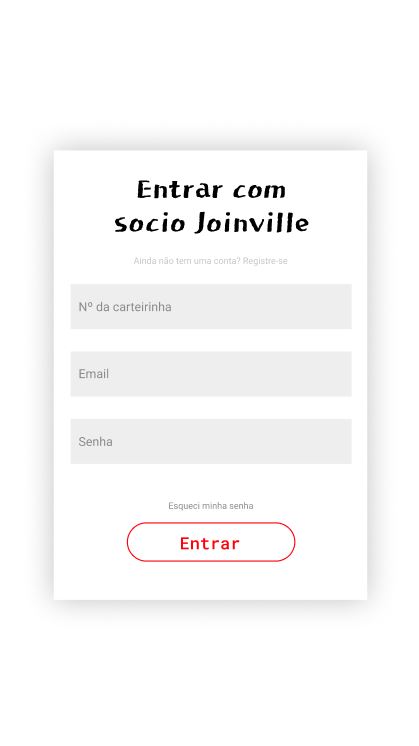 Entrar com
socio Joinville
Ainda não tem uma conta? Registre-se
Nº da carteirinha
Email
Senha
Esqueci minha senha
Entrar